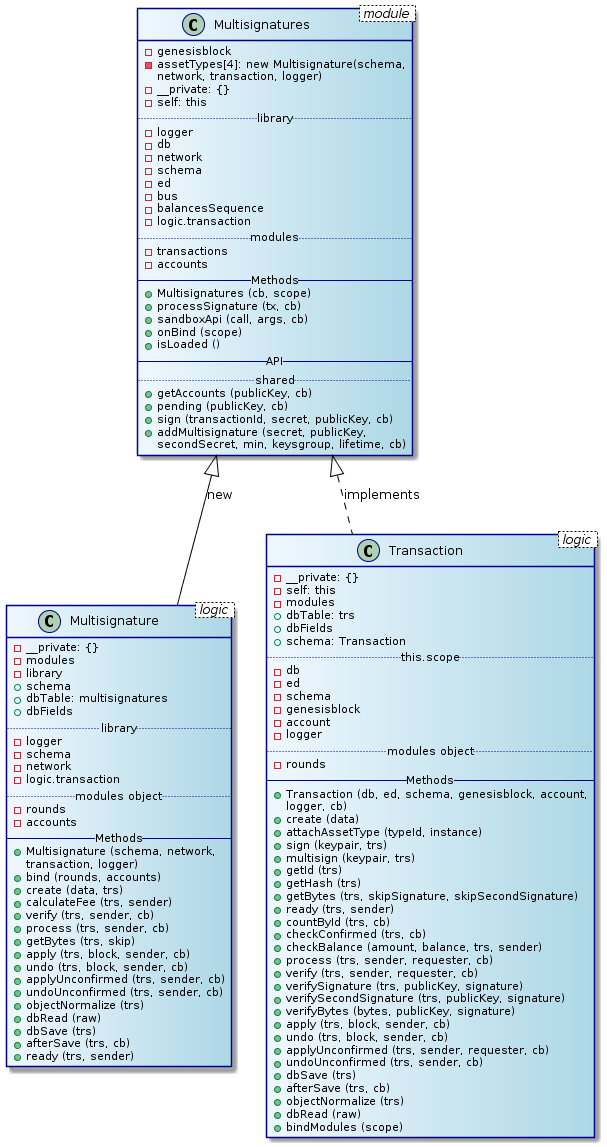 module
C Multisignatures
genesisblock
assetTypes[4]: new Multisignature(schema,
network, transaction, logger)
__private: {}
self: this
library
logger
db
network
schema
ed
bus
balancesSequence
logic.transaction
modules
transactions
accounts
Methods
Multisignatures (cb, scope)
processSignature (tx, cb)
sandboxApi (call, args, cb)
onBind (scope)
isLoaded ()
API
shared
getAccounts (publicKey, cb)
pending (publicKey, cb)
sign (transactionId, secret, publicKey, cb)
addMultisignature (secret, publicKey,
secondSecret, min, keysgroup, lifetime, cb)
new
implements
logic
C Multisignature
__private: {}
modules
library
schema
dbTable: multisignatures
dbFields
library
logger
schema
network
logic.transaction
modules object
rounds
accounts
Methods
Multisignature (schema, network,
transaction, logger)
bind (rounds, accounts)
create (data, trs)
calculateFee (trs, sender)
verify (trs, sender, cb)
process (trs, sender, cb)
getBytes (trs, skip)
apply (trs, block, sender, cb)
undo (trs, block, sender, cb)
applyUnconfirmed (trs, sender, cb)
undoUnconfirmed (trs, sender, cb)
objectNormalize (trs)
dbRead (raw)
dbSave (trs)
afterSave (trs, cb)
ready (trs, sender)
logic
C Transaction
__private: {}
self: this
modules
dbTable: trs
dbFields
schema: Transaction
this.scope
db
ed
schema
genesisblock
account
logger
modules object
rounds
Methods
Transaction (db, ed, schema, genesisblock, account,
logger, cb)
create (data)
attachAssetType (typeId, instance)
sign (keypair, trs)
multisign (keypair, trs)
getId (trs)
getHash (trs)
getBytes (trs, skipSignature, skipSecondSignature)
ready (trs, sender)
countById (trs, cb)
checkConfirmed (trs, cb)
checkBalance (amount, balance, trs, sender)
process (trs, sender, requester, cb)
verify (trs, sender, requester, cb)
verifySignature (trs, publicKey, signature)
verifySecondSignature (trs, publicKey, signature)
verifyBytes (bytes, publicKey, signature)
apply (trs, block, sender, cb)
undo (trs, block, sender, cb)
applyUnconfirmed (trs, sender, requester, cb)
undoUnconfirmed (trs, sender, cb)
dbSave (trs)
afterSave (trs, cb)
objectNormalize (trs)
dbRead (raw)
bindModules (scope)